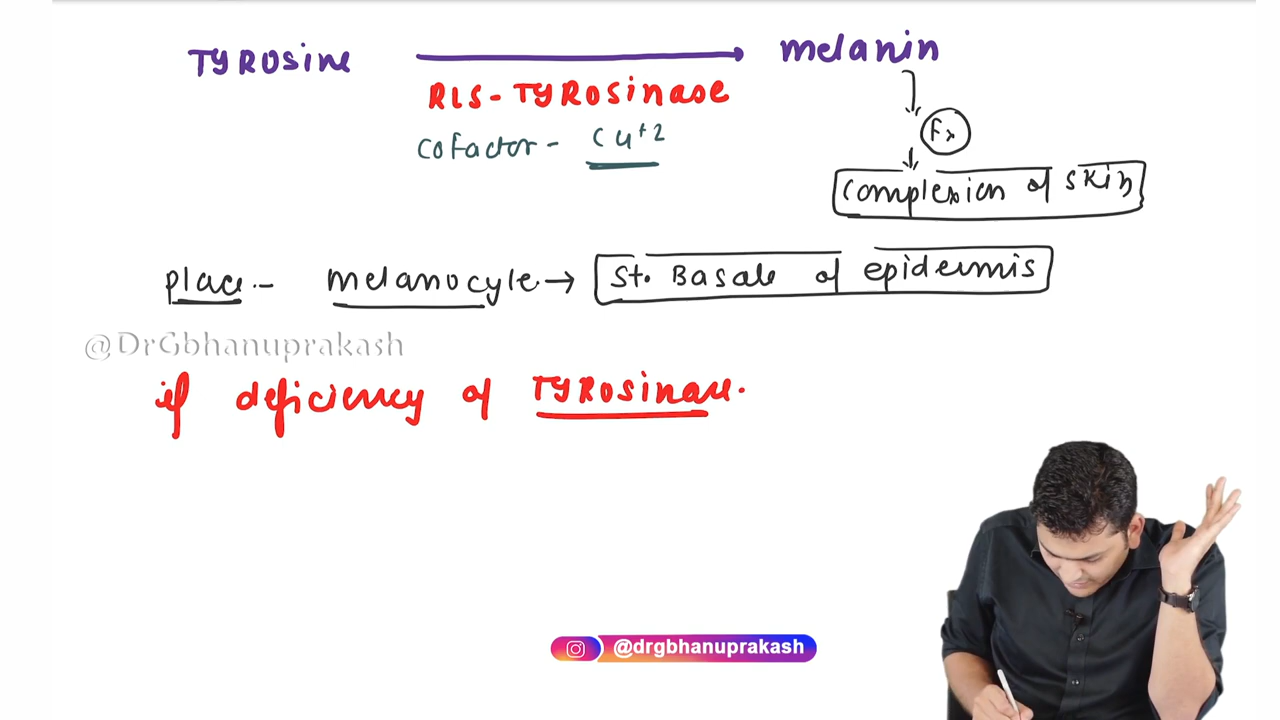 TYROSine melanin
RLS - TYROSinase
Cofactor - Cu+2
Fx
Complexion of skin
place - melanocyte → St. Basale of epidermis
@DrGbhanuprakash
if deficiency of TYROSinase.
@drgbhanuprakash